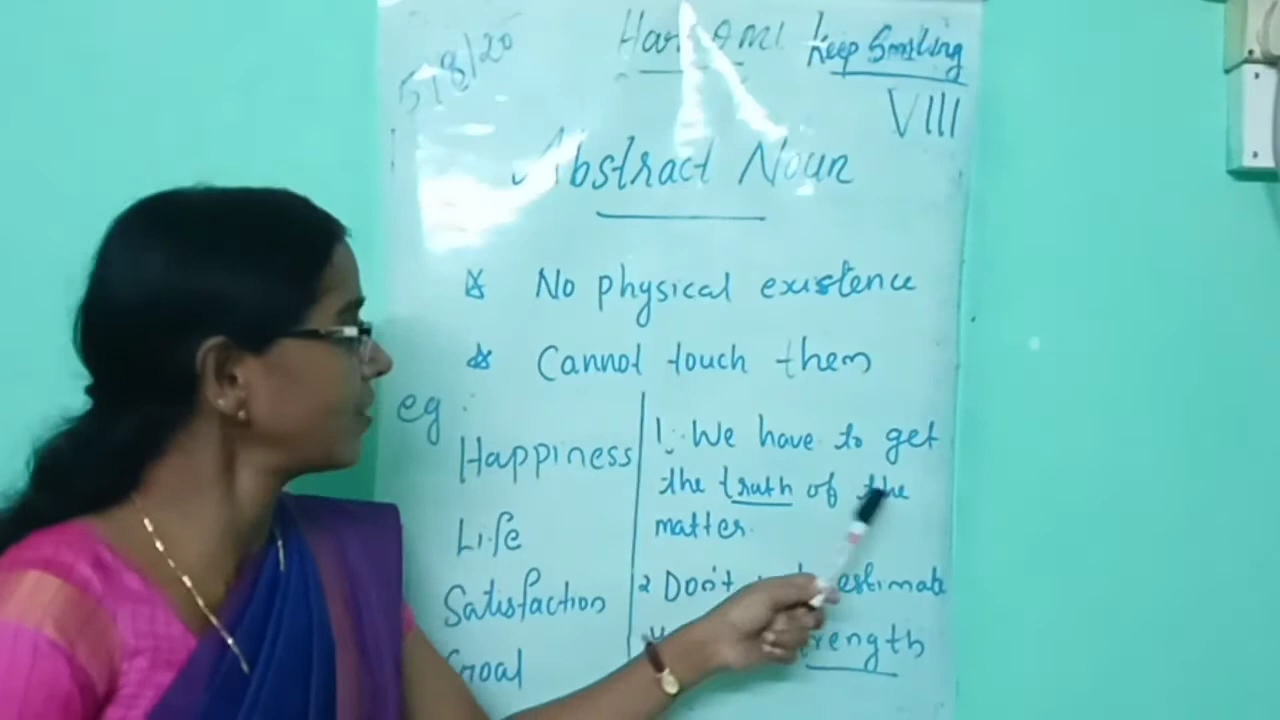 5/8/20
Keep Smiling
VIII
Abstract Noun
No physical existence
Cannot touch them
eg:
Happiness
Life
Satisfaction
Goal
1. We have to get
the truth of the
matter.
2 Don't estimate
rength